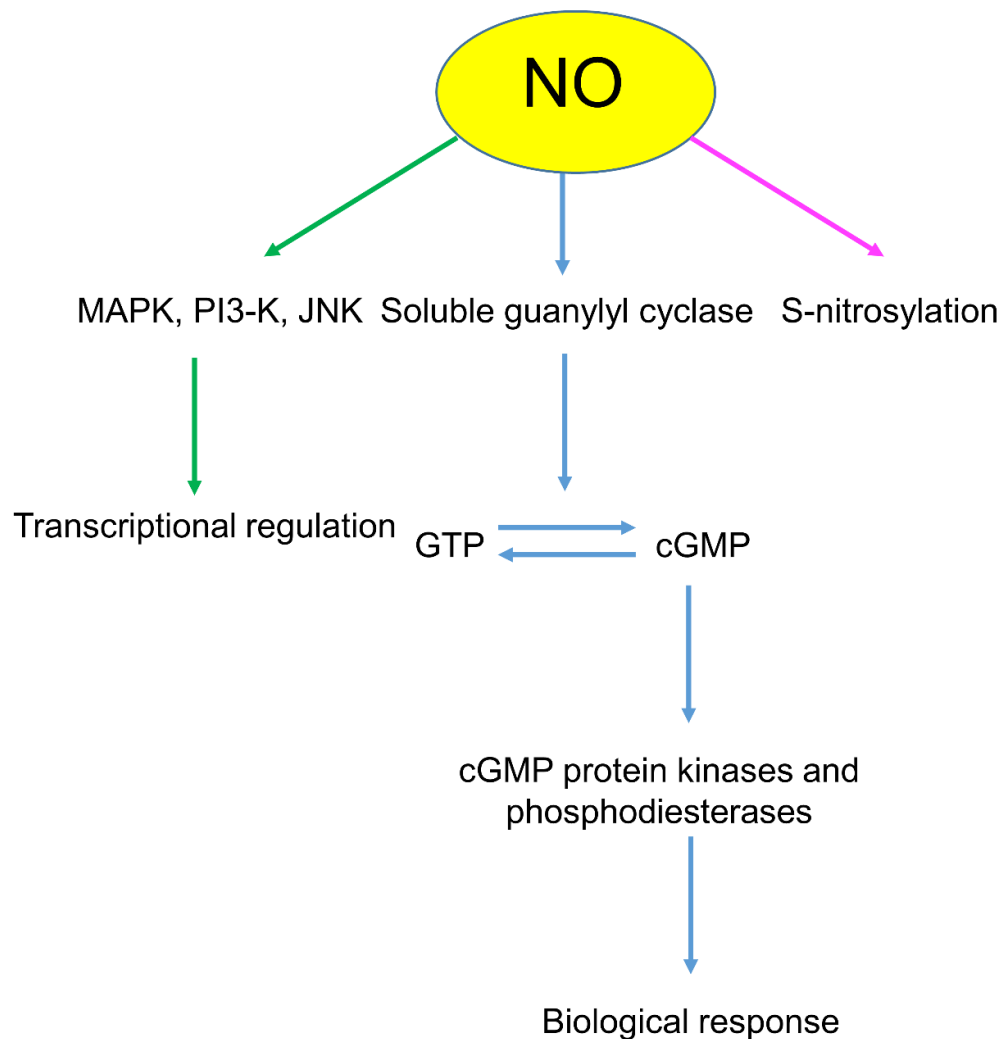 NO
MAPK, PI3-K, JNK
Soluble guanylyl cyclase
S-nitrosylation
Transcriptional regulation
GTP
cGMP
cGMP protein kinases and
phosphodiesterases
Biological response